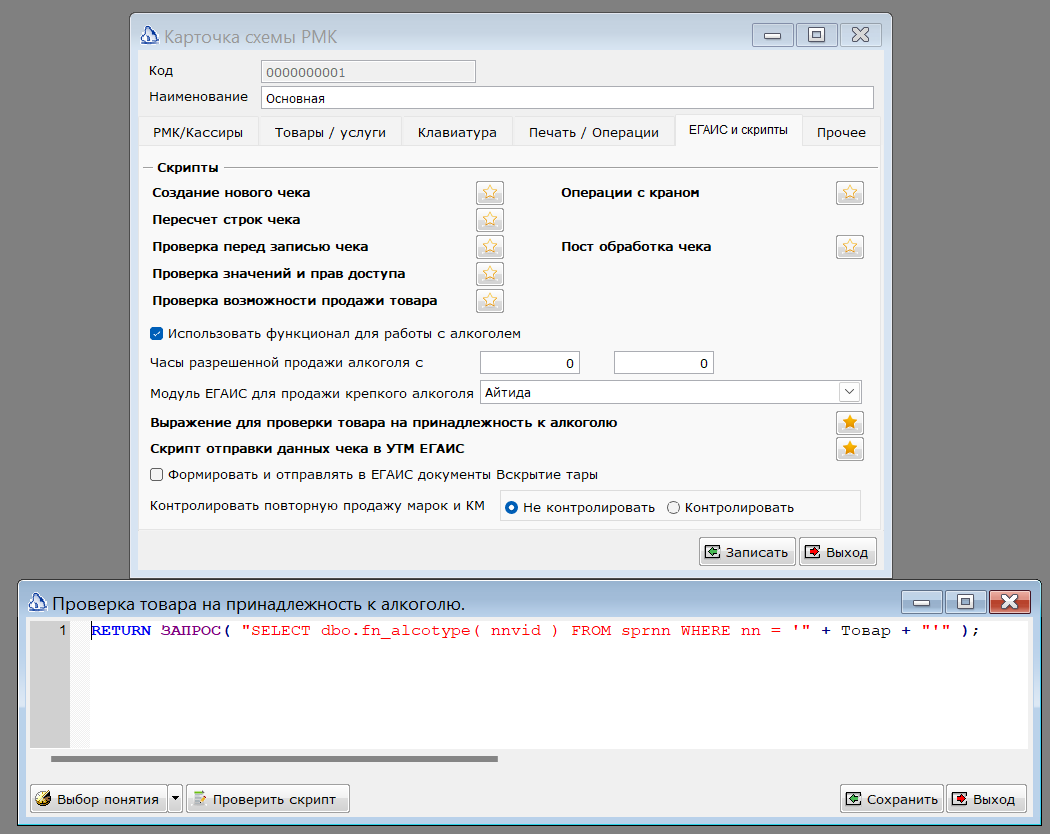 Карточка схемы РМК
Код 0000000001
Наименование Основная
РМК/Кассиры Товары / услуги Клавиатура Печать / Операции ЕГАИС и скрипты Прочее
Скрипты
Создание нового чека Операции с краном
Пересчет строк чека
Проверка перед записью чека Пост обработка чека
Проверка значений и прав доступа
Проверка возможности продажи товара
Использовать функционал для работы с алкоголем
Часы разрешенной продажи алкоголя с 0 0
Модуль ЕГАИС для продажи крепкого алкоголя Айтида
Выражение для проверки товара на принадлежность к алкоголю
Скрипт отправки данных чека в УТМ ЕГАИС
Формировать и отправлять в ЕГАИС документы Вскрытие тары
Контролировать повторную продажу марок и КМ Не контролировать Контролировать
Записать Выход
Проверка товара на принадлежность к алкоголю.
1 RETURN ЗАПРОС( "SELECT dbo.fn_alcotype( nnvid ) FROM sprnn WHERE nn = '" + Товар + "'" );
Выбор понятия Проверить скрипт Сохранить Выход